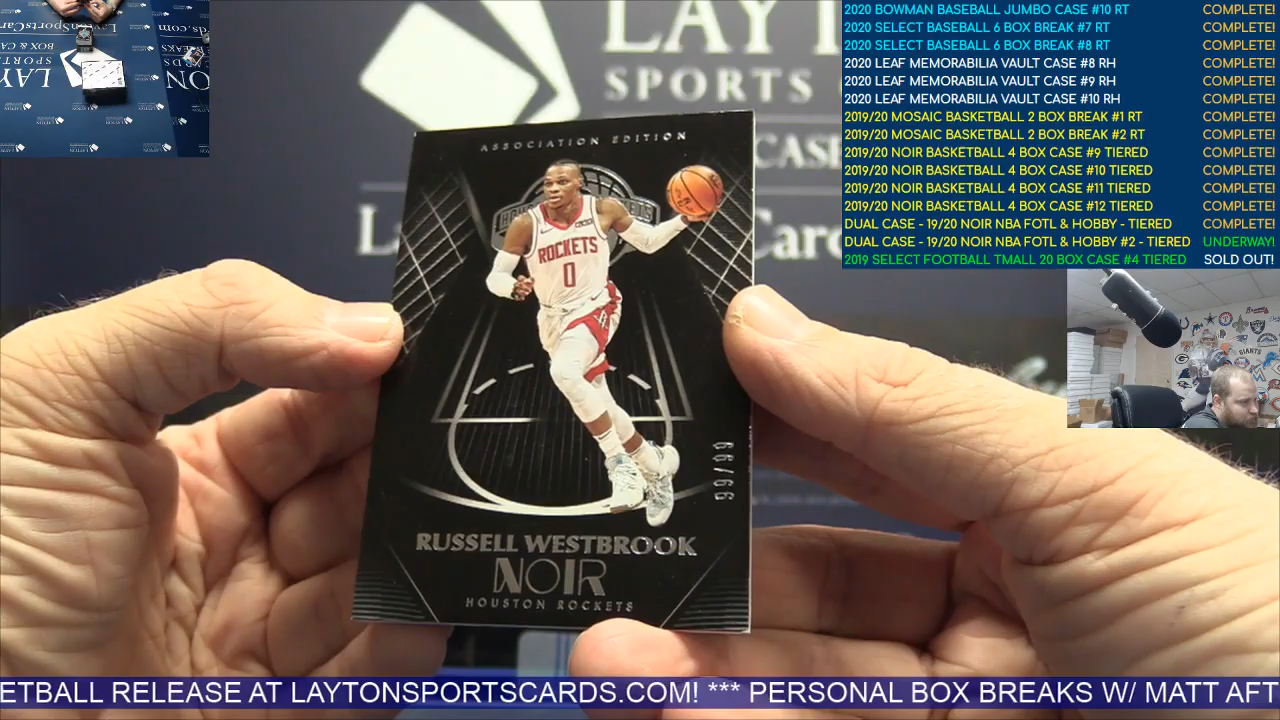 2020 BOWMAN BASEBALL JUMBO CASE #10 RT COMPLETE!
2020 SELECT BASEBALL 6 BOX BREAK #7 RT COMPLETE!
2020 SELECT BASEBALL 6 BOX BREAK #8 RT COMPLETE!
2020 LEAF MEMORABILIA VAULT CASE #8 RH COMPLETE!
2020 LEAF MEMORABILIA VAULT CASE #9 RH COMPLETE!
2020 LEAF MEMORABILIA VAULT CASE #10 RH COMPLETE!
2019/20 MOSAIC BASKETBALL 2 BOX BREAK #1 RT COMPLETE!
2019/20 MOSAIC BASKETBALL 2 BOX BREAK #2 RT COMPLETE!
2019/20 NOIR BASKETBALL 4 BOX CASE #9 TIERED COMPLETE!
2019/20 NOIR BASKETBALL 4 BOX CASE #10 TIERED COMPLETE!
2019/20 NOIR BASKETBALL 4 BOX CASE #11 TIERED COMPLETE!
2019/20 NOIR BASKETBALL 4 BOX CASE #12 TIERED COMPLETE!
DUAL CASE - 19/20 NOIR NBA FOTL & HOBBY - TIERED COMPLETE!
DUAL CASE - 19/20 NOIR NBA FOTL & HOBBY #2 - TIERED UNDERWAY!
2019 SELECT FOOTBALL TMALL 20 BOX CASE #4 TIERED SOLD OUT!
LAYT
SPORTS
CASE
ASSOCIATION EDITION
ROCKETS
0
RUSSELL WESTBROOK
NOIR
HOUSTON ROCKETS
GIANTS
ETBALL RELEASE AT LAYTONSPORTSCARDS.COM! *** PERSONAL BOX BREAKS W/ MATT AFT